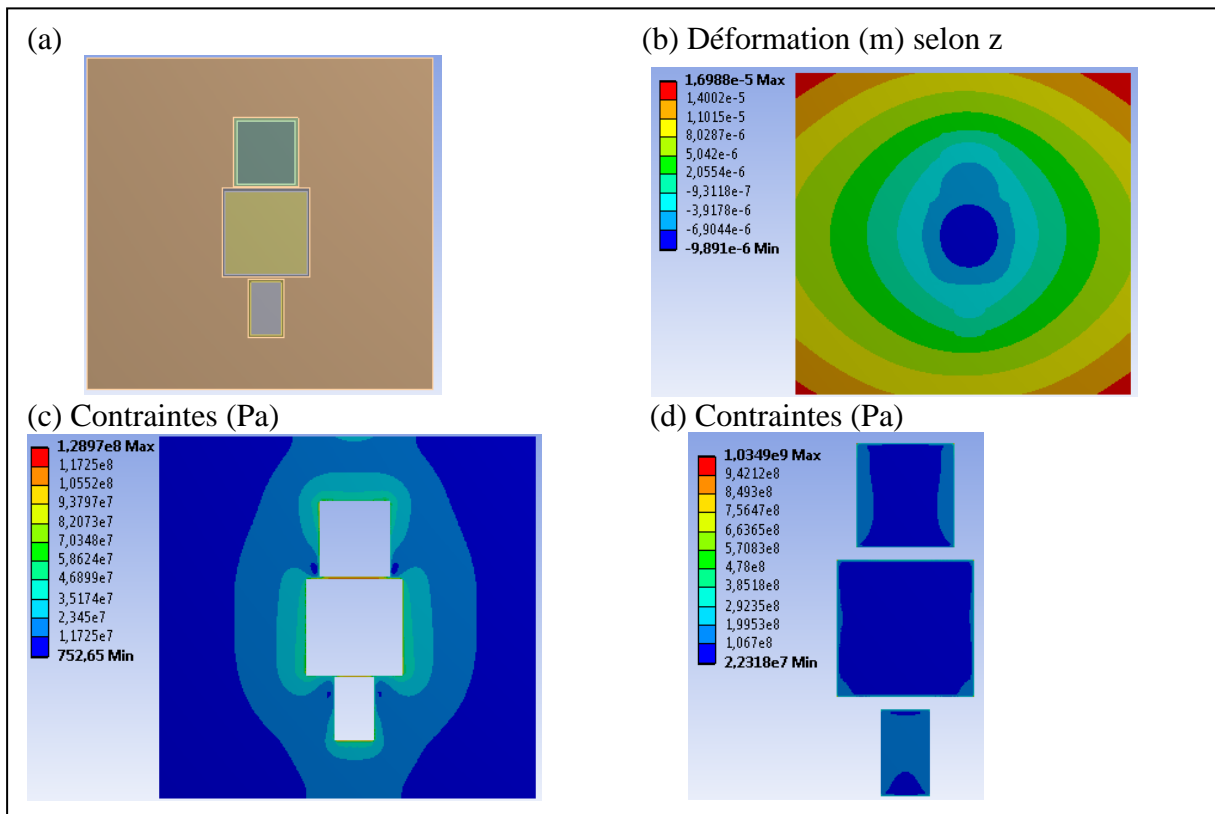 (a)
(b) Déformation (m) selon z
1,6988e-5 Max
1,4002e-5
1,1015e-5
8,0287e-6
5,042e-6
2,0554e-6
-9,3118e-7
-3,9178e-6
-6,9044e-6
-9,891e-6 Min
(c) Contraintes (Pa)
1,2897e8 Max
1,1725e8
1,0552e8
9,3797e7
8,2073e7
7,0348e7
5,8624e7
4,6899e7
3,5174e7
2,345e7
1,1725e7
752,65 Min
(d) Contraintes (Pa)
1,0349e9 Max
9,4212e8
8,493e8
7,5647e8
6,6365e8
5,7083e8
4,78e8
3,8518e8
2,9235e8
1,9953e8
1,067e8
2,2318e7 Min